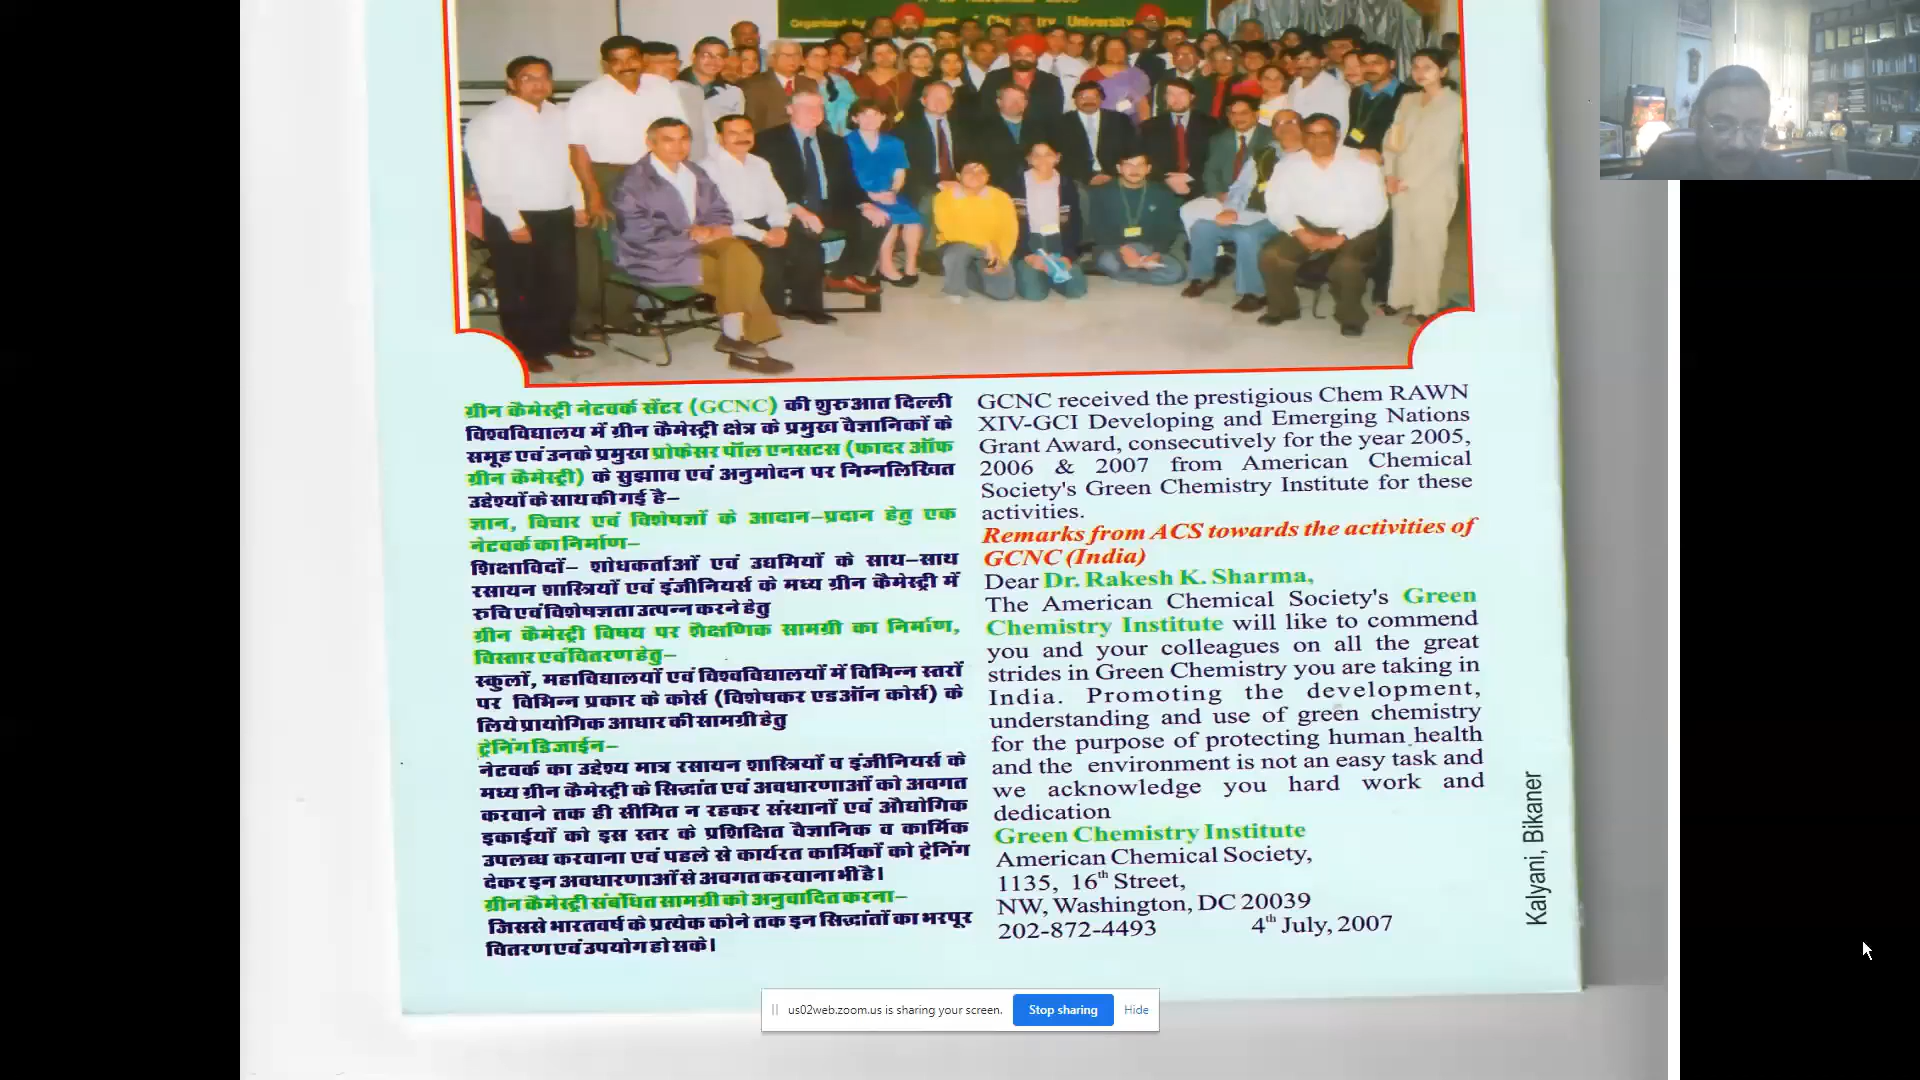 Organized by
University
ग्रीन कैमेस्ट्री नेटवर्क सेंटर (GCNC) की शुरुआत दिल्ली
विश्वविद्यालय में ग्रीन कैमेस्ट्री क्षेत्र के प्रमुख वैज्ञानिकों के
समूह एवं उनके प्रमुख प्रोफेसर पॉल एनसटस (फादर ऑफ
ग्रीन कैमेस्ट्री) के सुझााव एवं अनुमोदन पर निम्नलिखित
उद्देश्यों के साथ की गई है–
ज्ञान, विचार एवं विशेषज्ञों के आदान–प्रदान हेतु एक
नेटवर्क का निर्माण–
शिक्षाविदों– शोधकर्ताओं एवं उद्यमियों के साथ–साथ
रसायन शास्त्रियों एवं इंजीनियर्स के मध्य ग्रीन कैमेस्ट्री में
रुचि एवं विशेषज्ञता उत्पन्न करने हेतु
ग्रीन कैमेस्ट्री विषय पर शैक्षणिक सामग्री का निर्माण,
विस्तार एवं वितरण हेतु–
स्कुलों, महाविद्यालयों एवं विश्वविद्यालयों में विभिन्न स्तरों
पर विभिन्न प्रकार के कोर्स (विशेषकर एडऑन कोर्स) के
लिये प्रायोगिक आधार की सामग्री हेतु
ट्रेनिंग डिजाईन–
नेटवर्क का उद्देश्य मात्र रसायन शास्त्रियों व इंजीनियर्स के
मध्य ग्रीन कैमेस्ट्री के सिद्धांत एवं अवधारणाओं को अवगत
करवाने तक ही सीमित न रहकर संस्थानों एवं औद्योगिक
इकाईयों को इस स्तर के प्रशिक्षित वैज्ञानिक व कार्मिक
उपलब्ध करवाना एवं पहले से कार्यरत कार्मिकों को ट्रेनिंग
देकर इन अवधारणाओं से अवगत करवाना भी है।
ग्रीन कैमेस्ट्री संबंधित सामग्री को अनुवादित करना–
जिससे भारतवर्ष के प्रत्येक कोने तक इन सिद्धांतों का भरपूर
वितरण एवं उपयोग हो सके।
GCNC received the prestigious Chem RAWN
XIV-GCI Developing and Emerging Nations
Grant Award, consecutively for the year 2005,
2006 & 2007 from American Chemical
Society's Green Chemistry Institute for these
activities.
Remarks from ACS towards the activities of
GCNC (India)
Dear Dr. Rakesh K. Sharma,
The American Chemical Society's Green
Chemistry Institute will like to commend
you and your colleagues on all the great
strides in Green Chemistry you are taking in
India. Promoting the development,
understanding and use of green chemistry
for the purpose of protecting human health
and the environment is not an easy task and
we acknowledge you hard work and
dedication
Green Chemistry Institute
American Chemical Society,
1135, 16th Street,
NW, Washington, DC 20039
202-872-4493 4th July, 2007
Kalyani, Bikaner
us02web.zoom.us is sharing your screen. Stop sharing Hide